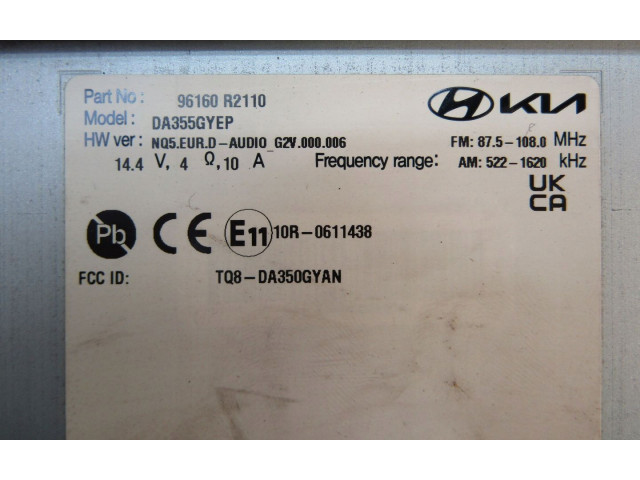 Part No: 96160 R2110
Model: DA355GYEP
HW ver: NQ5.EUR.D-AUDIO_G2V.000.006
14.4 V, 4 Ω, 10 A Frequency range:
KIA
FM: 87.5-108.0 MHz
AM: 522-1620 kHz
UK
CA
Pb CE E11 10R-0611438
FCC ID: TQ8-DA350GYAN